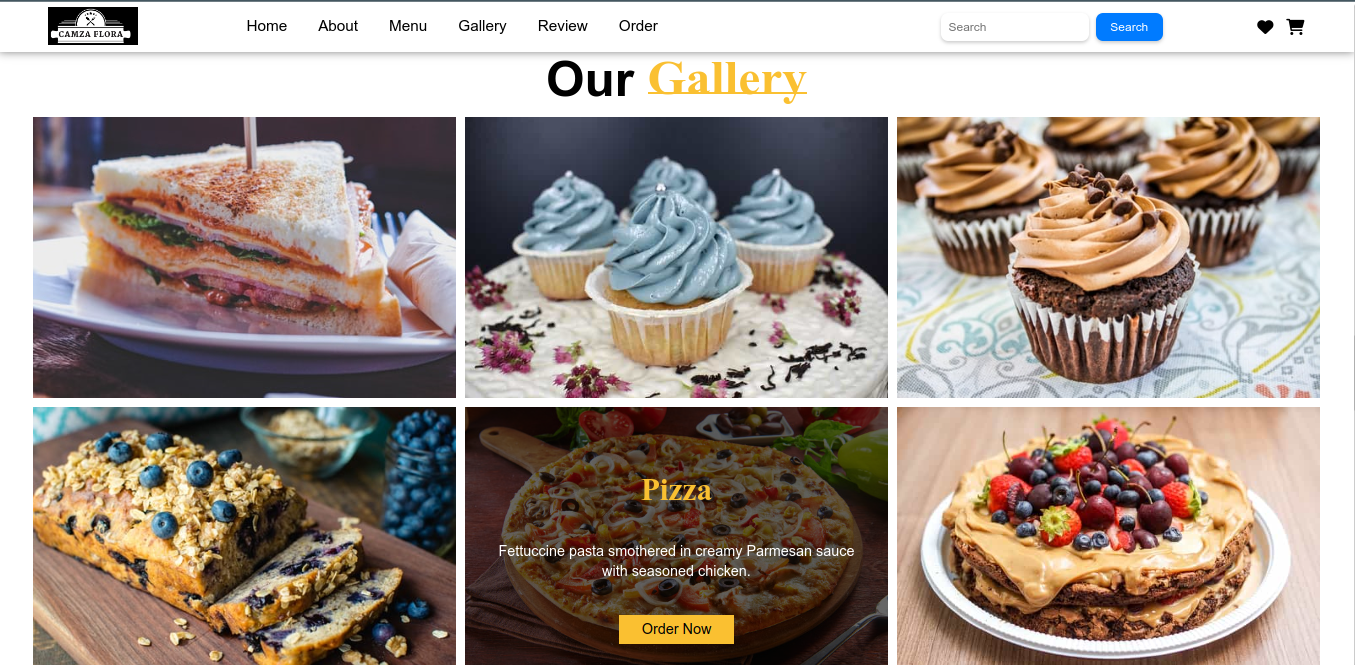 CAMZA FLORA
Home About Menu Gallery Review Order
Search Search
Our Gallery
Pizza
Fettuccine pasta smothered in creamy Parmesan sauce
with seasoned chicken.
Order Now